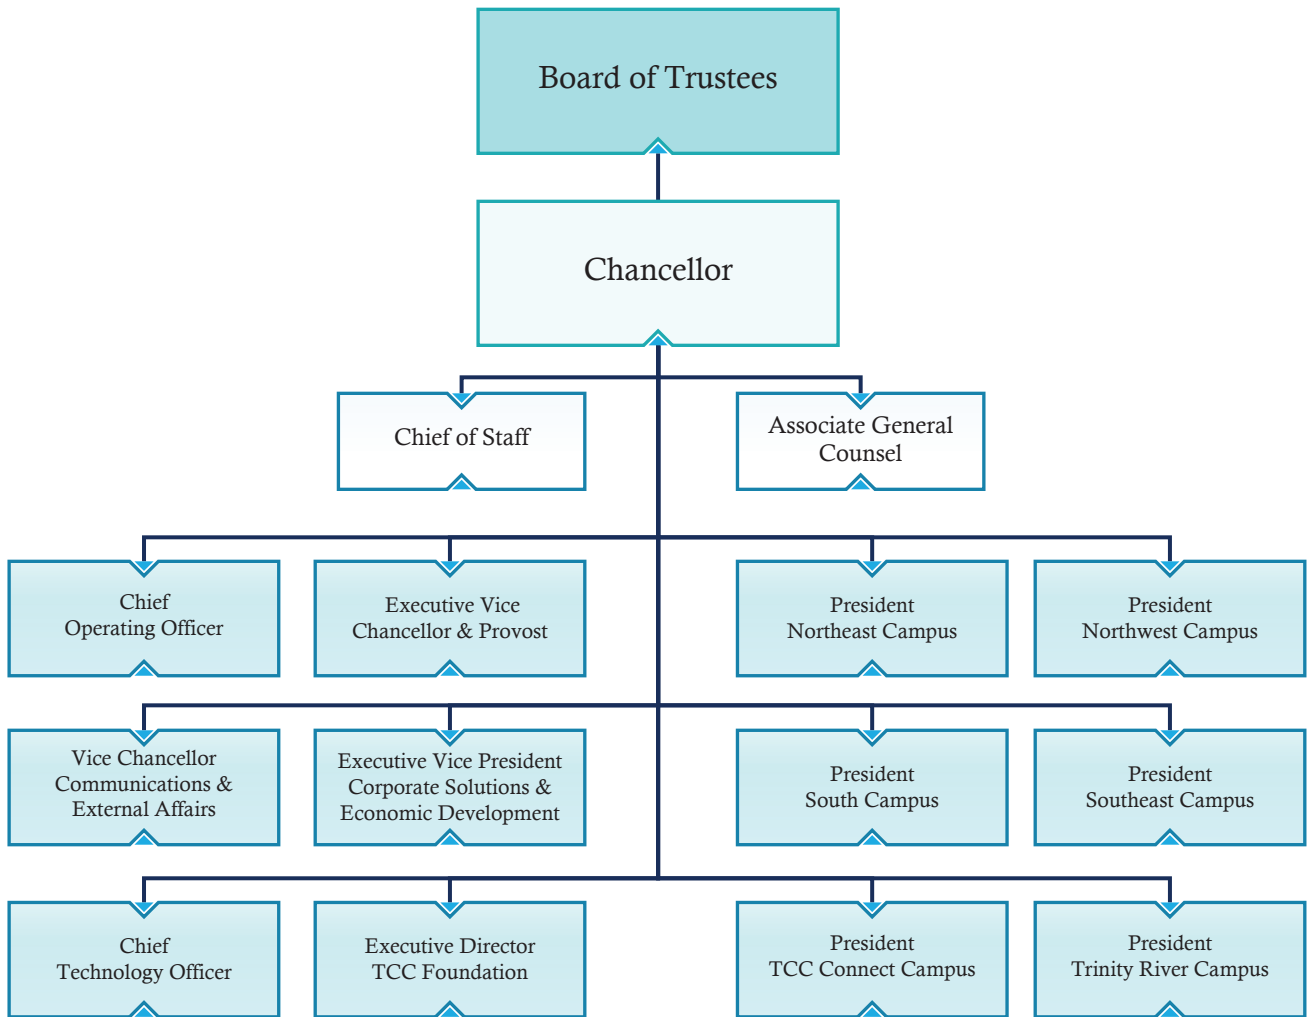 Board of Trustees
Chancellor
Chief of Staff
Associate General
Counsel
Chief
Operating Officer
Executive Vice
Chancellor & Provost
President
Northeast Campus
President
Northwest Campus
Vice Chancellor
Communications &
External Affairs
Executive Vice President
Corporate Solutions &
Economic Development
President
South Campus
President
Southeast Campus
Chief
Technology Officer
Executive Director
TCC Foundation
President
TCC Connect Campus
President
Trinity River Campus